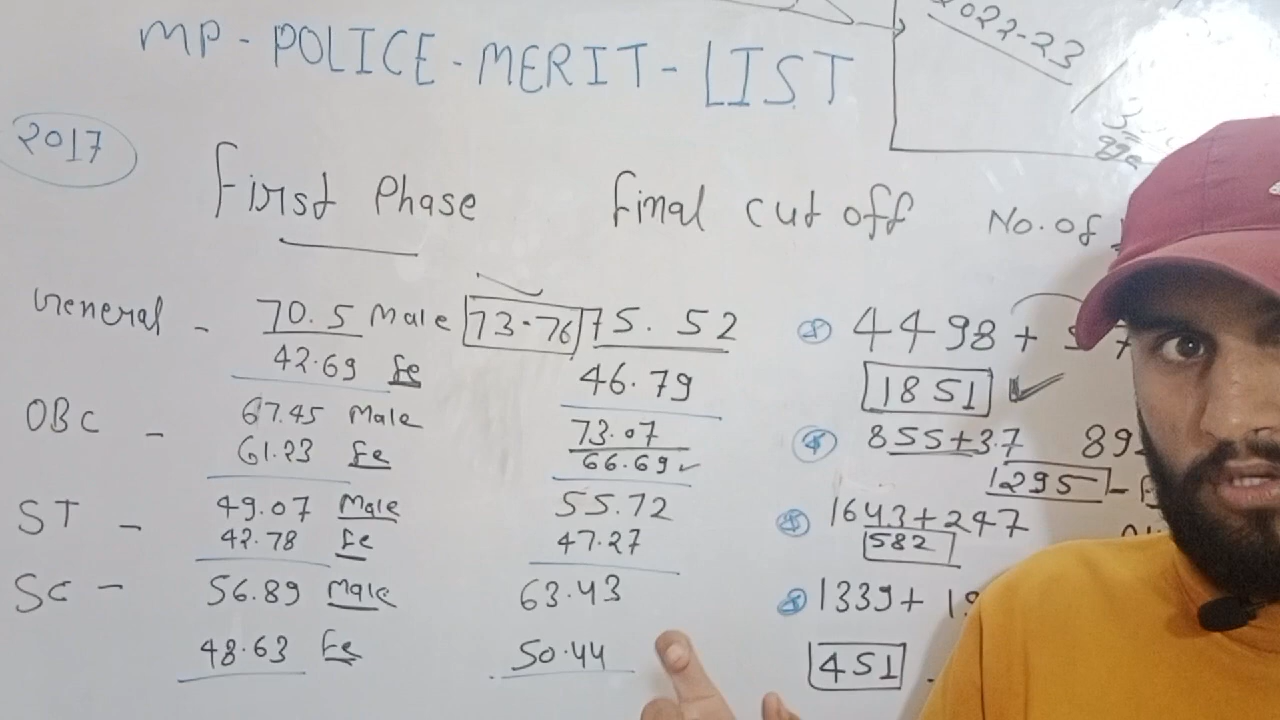 2022-23
MP - POLICE - MERIT - LIST
2017
First Phase Final cut off No. of
General - 70.5 Male 73.76 75.52 4498 +
42.69 Fe 46.79 1851
OBC - 67.45 Male 73.07 855+37 89
61.23 Fe 66.69 1295 -
ST - 49.07 Male 55.72 1643+247
42.78 Fe 47.27 582
SC - 56.89 Male 63.43 1339+
48.63 Fe 50.44 451 -